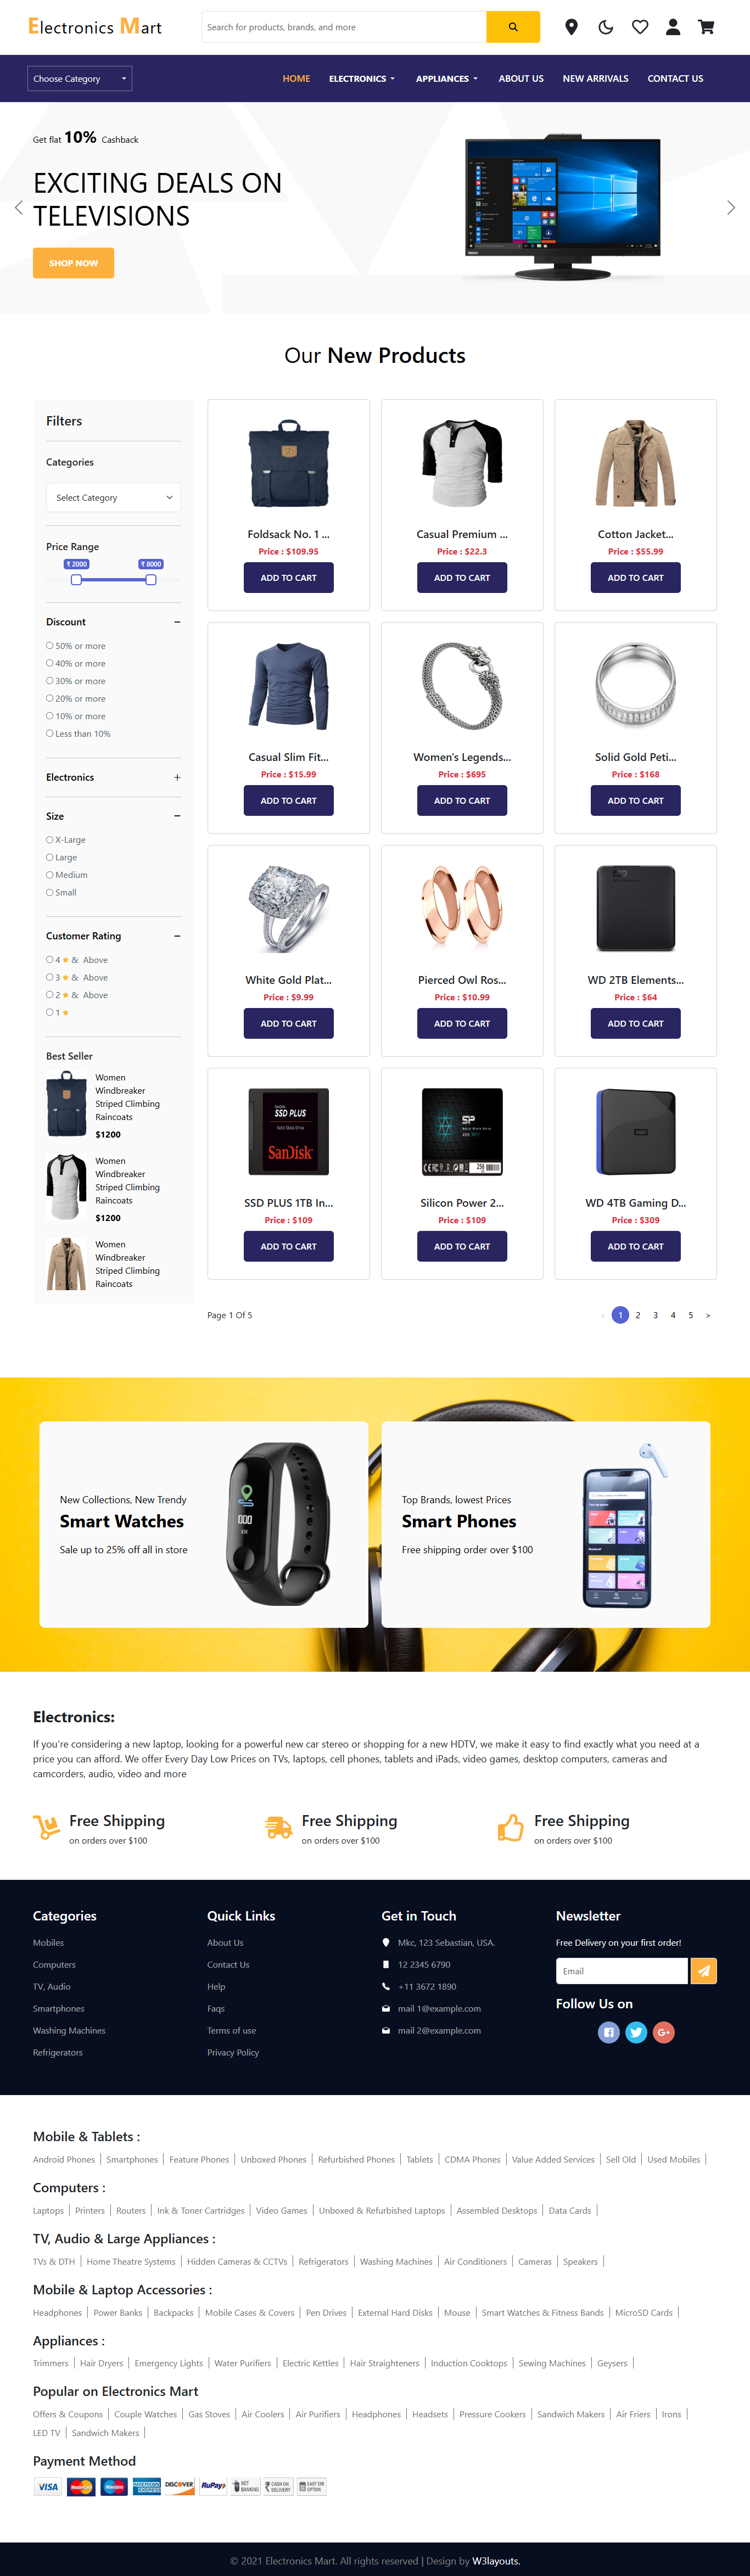 Electronics Mart
Search for products, brands, and more
Choose Category
HOME
ELECTRONICS
APPLIANCES
ABOUT US
NEW ARRIVALS
CONTACT US
Get flat 10% Cashback
EXCITING DEALS ON
TELEVISIONS
SHOP NOW
Our New Products
Filters
Categories
Select Category
Price Range
₹ 2000
₹ 8000
Discount
50% or more
40% or more
30% or more
20% or more
10% or more
Less than 10%
Electronics
Size
X-Large
Large
Medium
Small
Customer Rating
4 ★ & Above
3 ★ & Above
2 ★ & Above
1 ★
Best Seller
Women
Windbreaker
Striped Climbing
Raincoats
$1200
Women
Windbreaker
Striped Climbing
Raincoats
$1200
Women
Windbreaker
Striped Climbing
Raincoats
Foldsack No. 1 ...
Price : $109.95
ADD TO CART
Casual Premium ...
Price : $22.3
ADD TO CART
Cotton Jacket...
Price : $55.99
ADD TO CART
Casual Slim Fit...
Price : $15.99
ADD TO CART
Women's Legends...
Price : $695
ADD TO CART
Solid Gold Peti...
Price : $168
ADD TO CART
White Gold Plat...
Price : $9.99
ADD TO CART
Pierced Owl Ros...
Price : $10.99
ADD TO CART
WD 2TB Elements...
Price : $64
ADD TO CART
SSD PLUS
Solid State Drive
SanDisk
SSD PLUS 1TB In...
Price : $109
ADD TO CART
SP
256
Silicon Power 2...
Price : $109
ADD TO CART
WD 4TB Gaming D...
Price : $309
ADD TO CART
Page 1 Of 5
< 1 2 3 4 5 >
New Collections, New Trendy
Smart Watches
Sale up to 25% off all in store
Top Brands, lowest Prices
Smart Phones
Free shipping order over $100
Electronics:
If you're considering a new laptop, looking for a powerful new car stereo or shopping for a new HDTV, we make it easy to find exactly what you need at a
price you can afford. We offer Every Day Low Prices on TVs, laptops, cell phones, tablets and iPads, video games, desktop computers, cameras and
camcorders, audio, video and more
Free Shipping
on orders over $100
Free Shipping
on orders over $100
Free Shipping
on orders over $100
Categories
Mobiles
Computers
TV, Audio
Smartphones
Washing Machines
Refrigerators
Quick Links
About Us
Contact Us
Help
Faqs
Terms of use
Privacy Policy
Get in Touch
Mkc, 123 Sebastian, USA.
12 2345 6790
+11 3672 1890
mail 1@example.com
mail 2@example.com
Newsletter
Free Delivery on your first order!
Email
Follow Us on
Mobile & Tablets :
Android Phones | Smartphones | Feature Phones | Unboxed Phones | Refurbished Phones | Tablets | CDMA Phones | Value Added Services | Sell Old | Used Mobiles |
Computers :
Laptops | Printers | Routers | Ink & Toner Cartridges | Video Games | Unboxed & Refurbished Laptops | Assembled Desktops | Data Cards |
TV, Audio & Large Appliances :
TVs & DTH | Home Theatre Systems | Hidden Cameras & CCTVs | Refrigerators | Washing Machines | Air Conditioners | Cameras | Speakers |
Mobile & Laptop Accessories :
Headphones | Power Banks | Backpacks | Mobile Cases & Covers | Pen Drives | External Hard Disks | Mouse | Smart Watches & Fitness Bands | MicroSD Cards |
Appliances :
Trimmers | Hair Dryers | Emergency Lights | Water Purifiers | Electric Kettles | Hair Straighteners | Induction Cooktops | Sewing Machines | Geysers |
Popular on Electronics Mart
Offers & Coupons | Couple Watches | Gas Stoves | Air Coolers | Air Purifiers | Headphones | Headsets | Pressure Cookers | Sandwich Makers | Air Friers | Irons |
LED TV | Sandwich Makers |
Payment Method
VISA
MasterCard
Maestro
AMERICAN EXPRESS
DISCOVER
RuPay
NET BANKING
CASH ON DELIVERY
EASY EMI OPTION
© 2021 Electronics Mart. All rights reserved | Design by W3layouts.